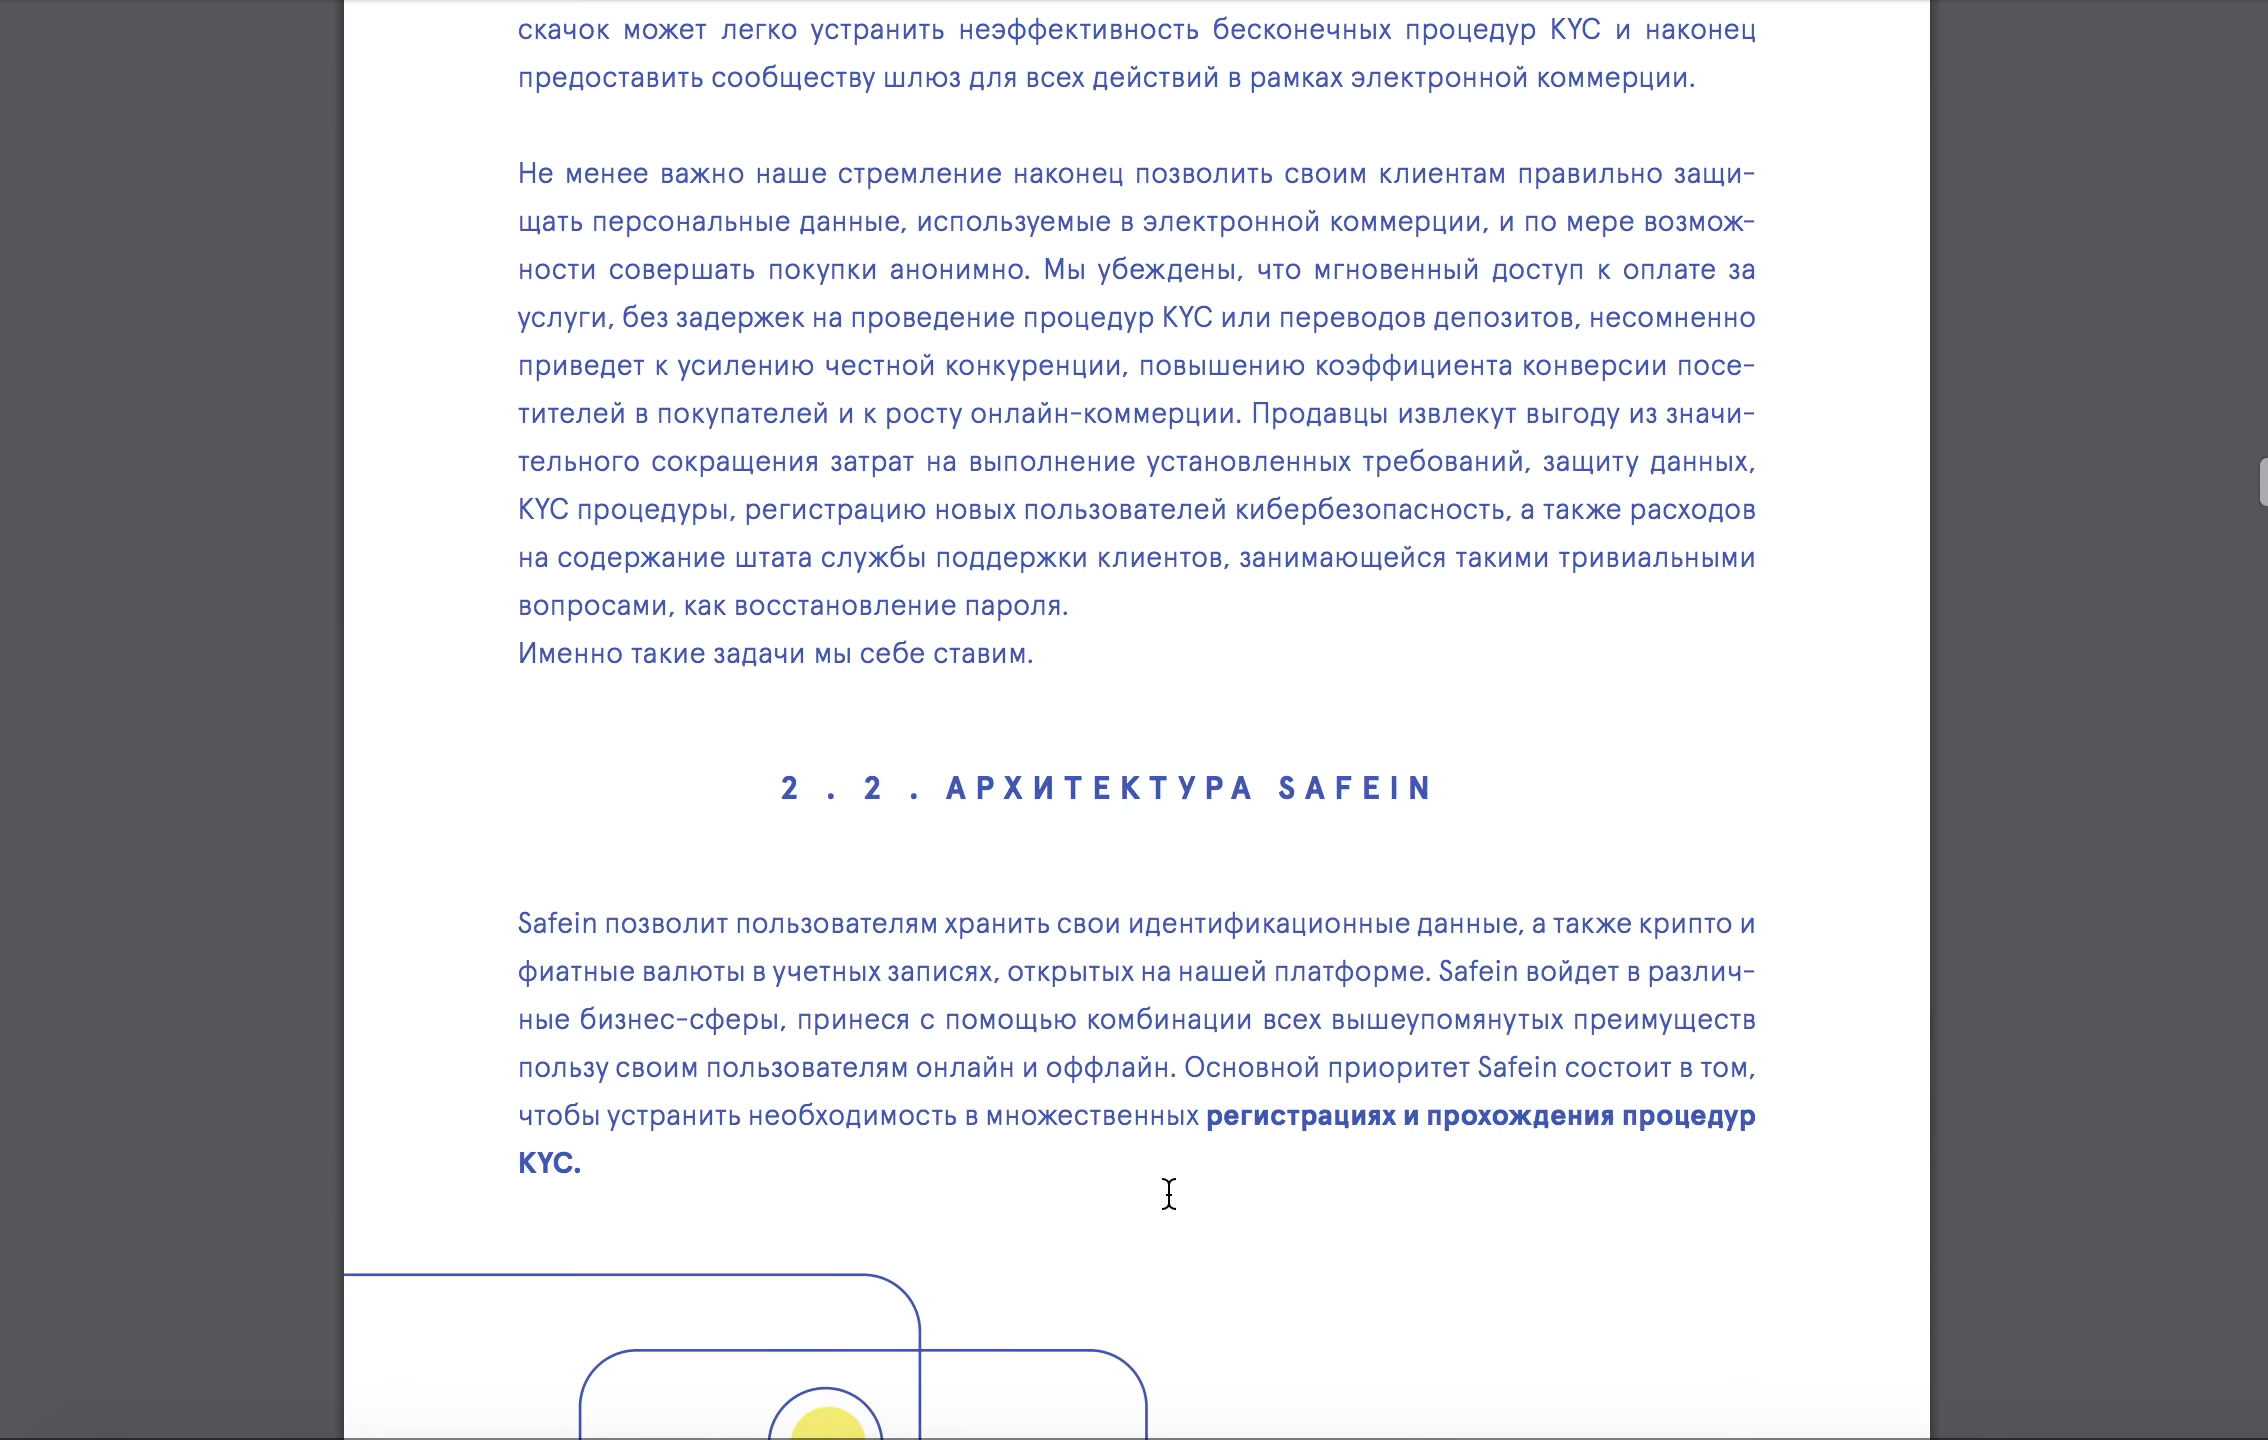 скачок может легко устранить неэффективность бесконечных процедур KYC и наконец
предоставить сообществу шлюз для всех действий в рамках электронной коммерции.
Не менее важно наше стремление наконец позволить своим клиентам правильно защи-
щать персональные данные, используемые в электронной коммерции, и по мере возмож-
ности совершать покупки анонимно. Мы убеждены, что мгновенный доступ к оплате за
услуги, без задержек на проведение процедур KYC или переводов депозитов, несомненно
приведет к усилению честной конкуренции, повышению коэффициента конверсии посе-
тителей в покупателей и к росту онлайн-коммерции. Продавцы извлекут выгоду из значи-
тельного сокращения затрат на выполнение установленных требований, защиту данных,
KYC процедуры, регистрацию новых пользователей кибербезопасность, а также расходов
на содержание штата службы поддержки клиентов, занимающейся такими тривиальными
вопросами, как восстановление пароля.
Именно такие задачи мы себе ставим.
2.2. АРХИТЕКТУРА SAFEIN
Safein позволит пользователям хранить свои идентификационные данные, а также крипто и
фиатные валюты в учетных записях, открытых на нашей платформе. Safein войдет в различ-
ные бизнес-сферы, принеся с помощью комбинации всех вышеупомянутых преимуществ
пользу своим пользователям онлайн и оффлайн. Основной приоритет Safein состоит в том,
чтобы устранить необходимость в множественных регистрациях и прохождения процедур
KYC.